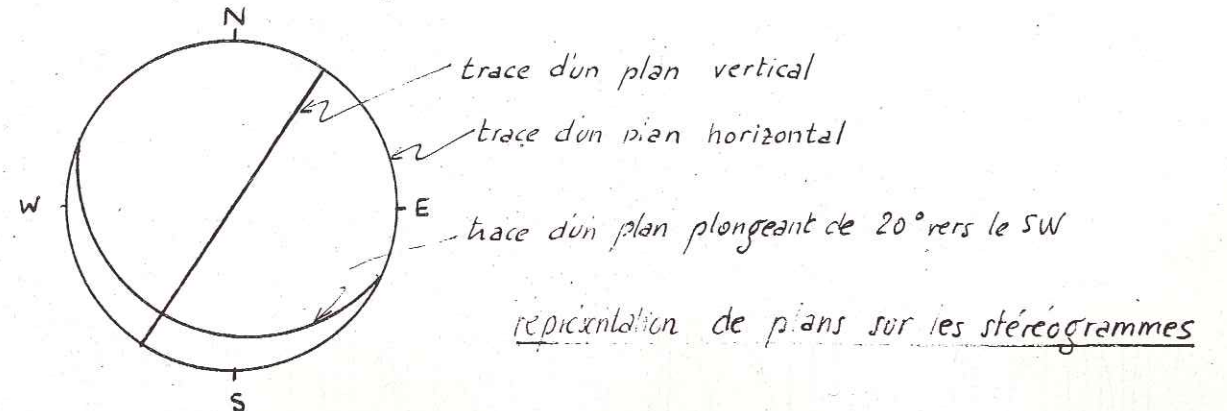 N
trace d'un plan vertical
trace d'un plan horizontal
W
E
trace d'un plan plongeant de 20° vers le SW
représentation de plans sur les stéréogrammes
S